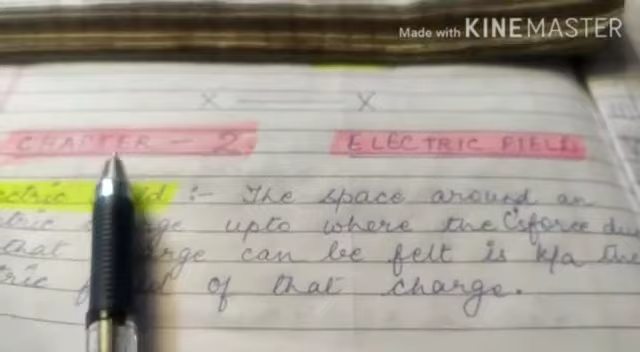 Made with KINEMASTER
x x
CHAPTER - 2 ELECTRIC FIELD
:- The space around an
upto where the force
that can be felt is k/a the
of that charge.